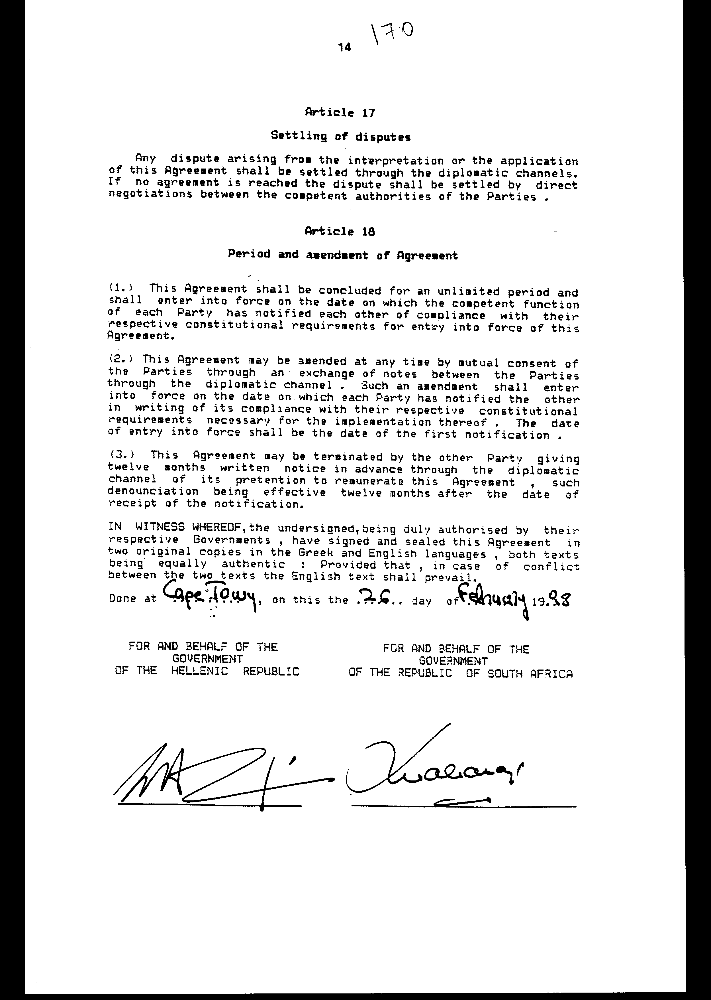 170
14
Article 17
Settling of disputes
Any dispute arising from the interpretation or the application
of this Agreement shall be settled through the diplomatic channels.
If no agreement is reached the dispute shall be settled by direct
negotiations between the competent authorities of the Parties .
Article 18
Period and amendment of Agreement
(1.) This Agreement shall be concluded for an unlimited period and
shall enter into force on the date on which the competent function
of each Party has notified each other of compliance with their
respective constitutional requirements for entry into force of this
Agreement.
(2.) This Agreement may be amended at any time by mutual consent of
the Parties through an exchange of notes between the Parties
through the diplomatic channel . Such an amendment shall enter
into force on the date on which each Party has notified the other
in writing of its compliance with their respective constitutional
requirements necessary for the implementation thereof . The date
of entry into force shall be the date of the first notification .
(3.) This Agreement may be terminated by the other Party giving
twelve months written notice in advance through the diplomatic
channel of its pretention to remunerate this Agreement , such
denounciation being effective twelve months after the date of
receipt of the notification.
IN WITNESS WHEREOF,the undersigned,being duly authorised by their
respective Governments , have signed and sealed this Agreement in
two original copies in the Greek and English languages , both texts
being equally authentic : Provided that , in case of conflict
between the two texts the English text shall prevail.
Done at Cape Town, on this the .26.. day of February 19.98
FOR AND BEHALF OF THE FOR AND BEHALF OF THE
GOVERNMENT GOVERNMENT
OF THE HELLENIC REPUBLIC OF THE REPUBLIC OF SOUTH AFRICA